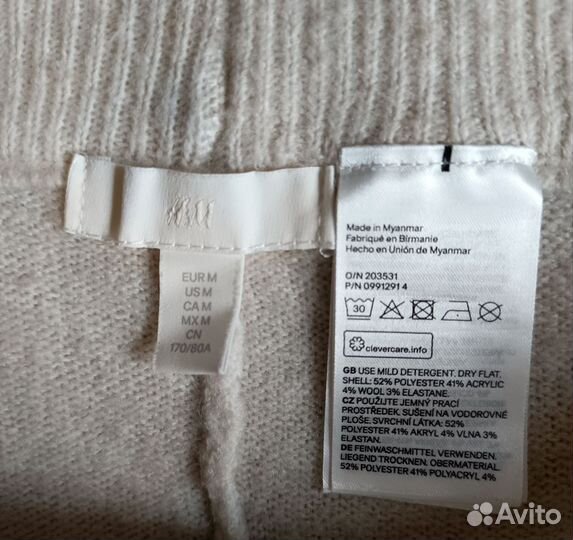 H&M
EUR M
US M
CA M
MX M
CN
170/80A
Made in Myanmar
Fabriqué en Birmanie
Hecho en Unión de Myanmar
O/N 203531
P/N 0991291 4
30
clevercare.info
GB USE MILD DETERGENT. DRY FLAT.
SHELL: 52% POLYESTER 41% ACRYLIC
4% WOOL 3% ELASTANE.
CZ POUŽIJTE JEMNÝ PRACÍ
PROSTŘEDEK. SUŠENÍ NA VODOROVNÉ
PLOŠE. SVRCHNÍ LÁTKA: 52%
POLYESTER 41% AKRYL 4% VLNA 3%
ELASTAN.
DE FEINWASCHMITTEL VERWENDEN.
LIEGEND TROCKNEN. OBERMATERIAL:
52% POLYESTER 41% POLYACRYL 4%
Avito